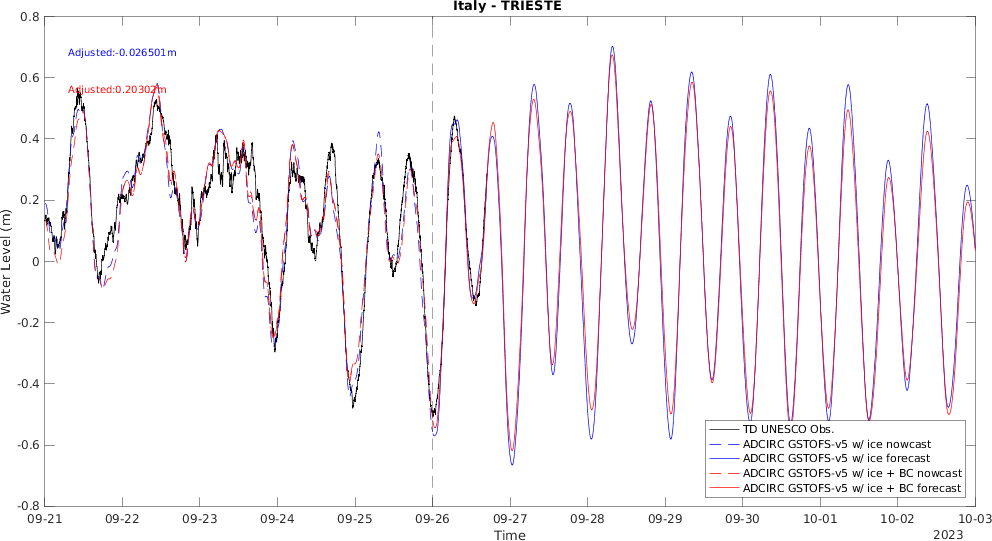 Italy - TRIESTE
Adjusted:-0.026501m
Adjusted:0.20302m
Water Level (m)
0.8
0.6
0.4
0.2
0
-0.2
-0.4
-0.6
-0.8
TD UNESCO Obs.
ADCIRC GSTOFS-v5 w/ ice nowcast
ADCIRC GSTOFS-v5 w/ ice forecast
ADCIRC GSTOFS-v5 w/ ice + BC nowcast
ADCIRC GSTOFS-v5 w/ ice + BC forecast
09-21 09-22 09-23 09-24 09-25 09-26 09-27 09-28 09-29 09-30 10-01 10-02 10-03
Time
2023